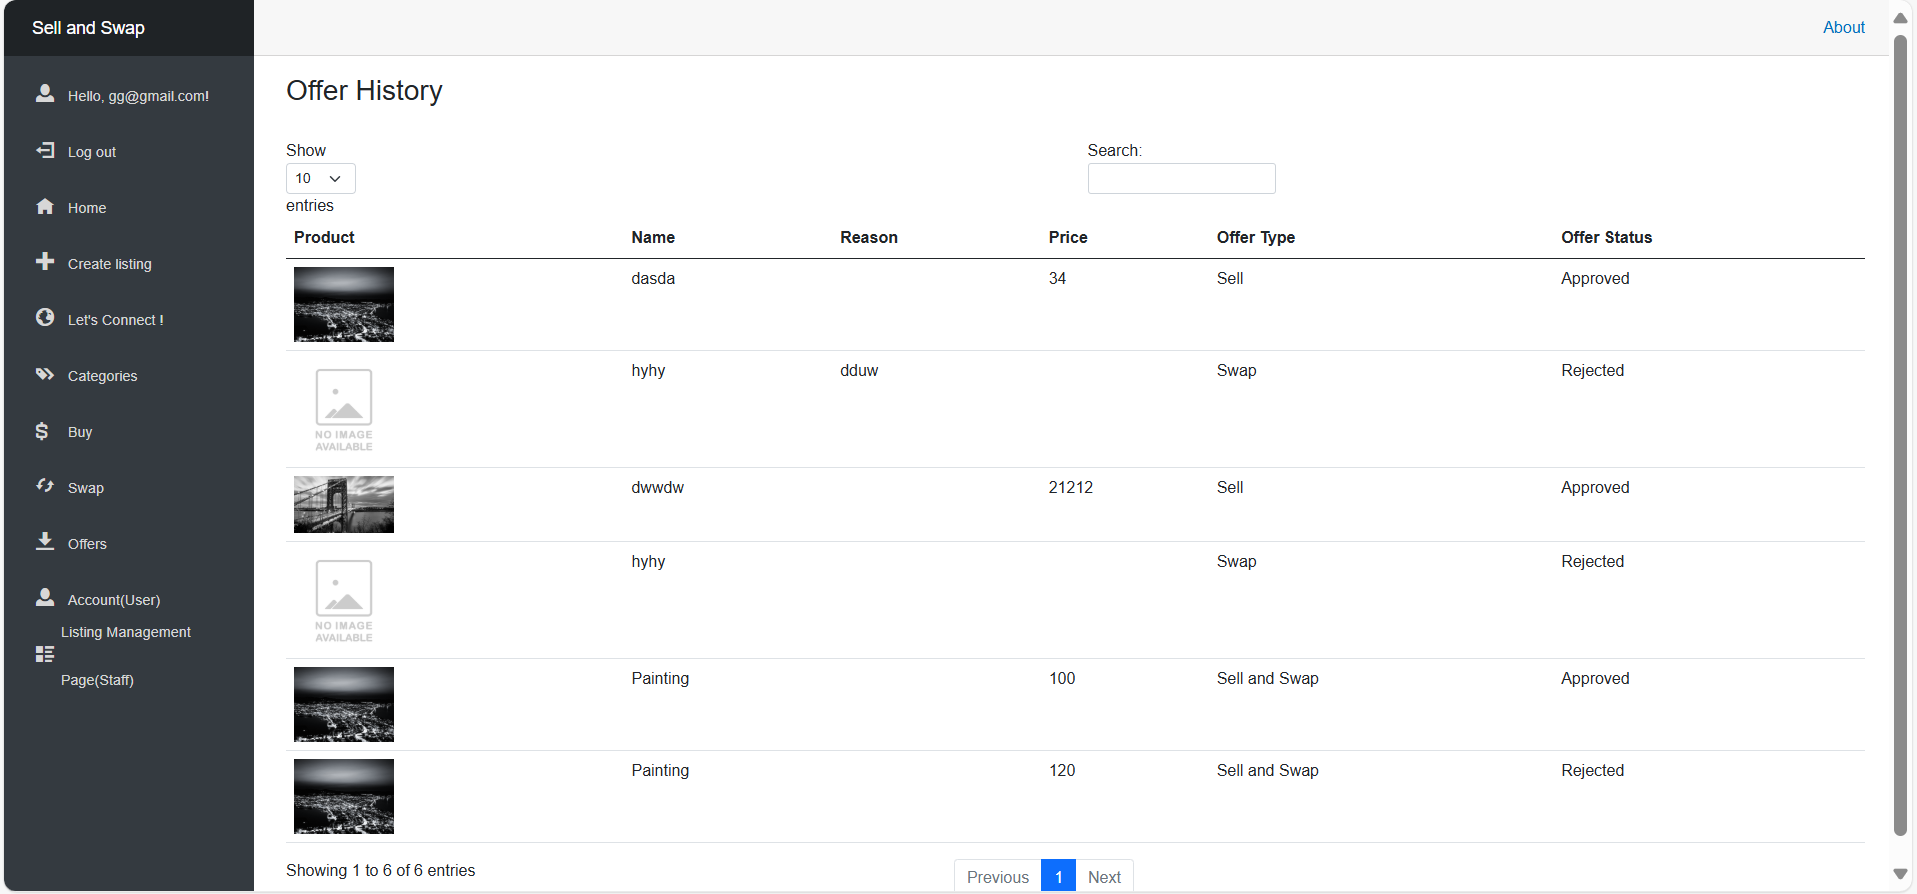 Sell and Swap
About
Hello, gg@gmail.com!
Log out
Home
Create listing
Let's Connect !
Categories
Buy
Swap
Offers
Account(User)
Listing Management
Page(Staff)
Offer History
Show
10
entries
Search:
Product Name Reason Price Offer Type Offer Status
dasda 34 Sell Approved
hyhy dduw Swap Rejected
NO IMAGE
AVAILABLE
dwwdw 21212 Sell Approved
hyhy Swap Rejected
NO IMAGE
AVAILABLE
Painting 100 Sell and Swap Approved
Painting 120 Sell and Swap Rejected
Showing 1 to 6 of 6 entries
Previous 1 Next